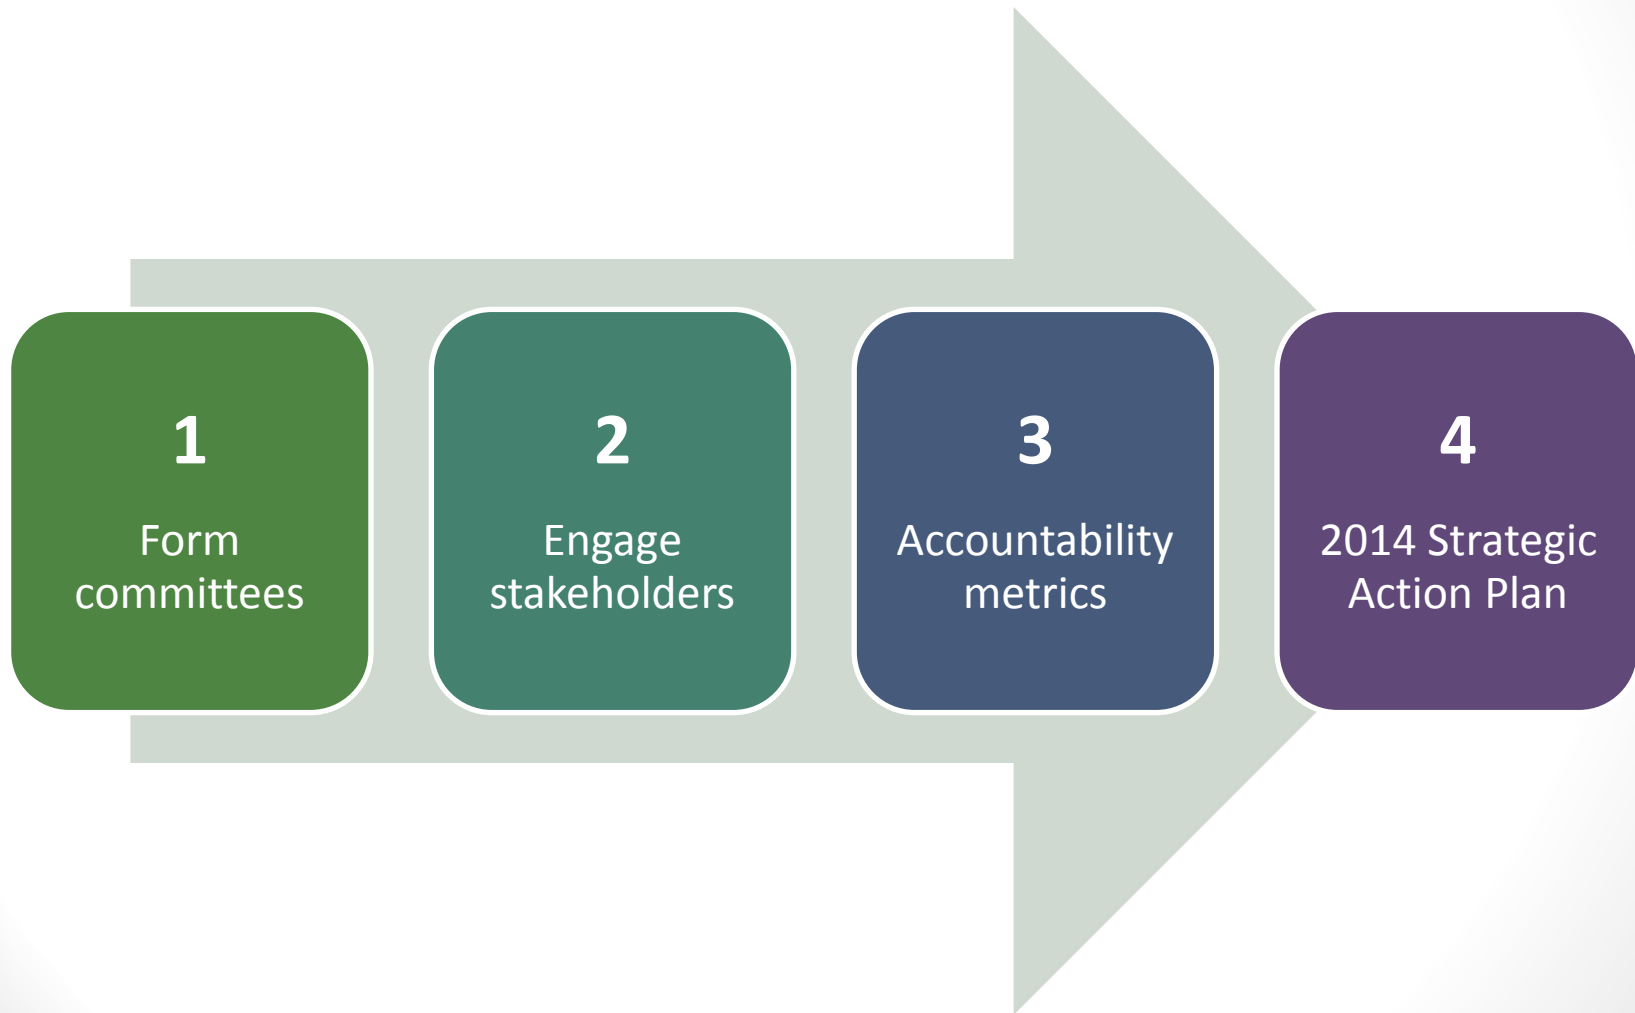 1
Form
committees
2
Engage
stakeholders
3
Accountability
metrics
4
2014 Strategic
Action Plan